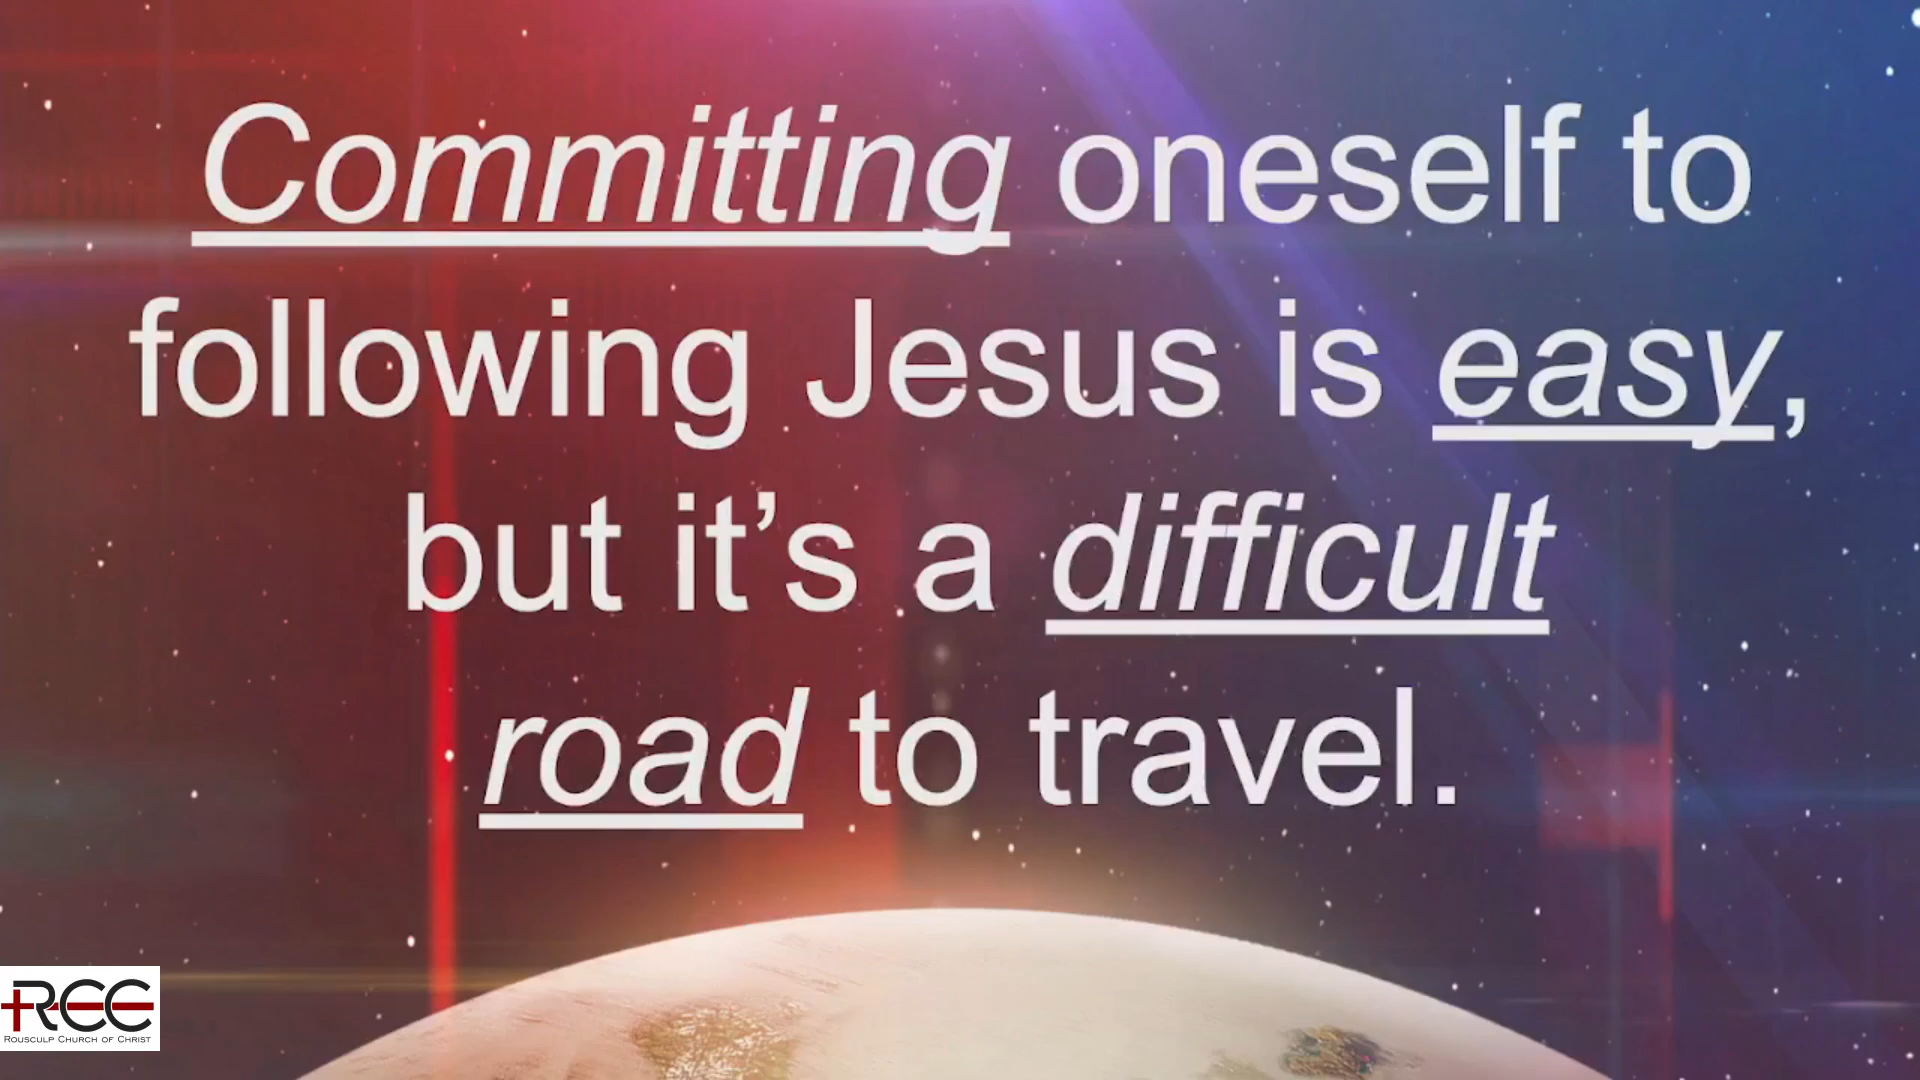 Committing oneself to
following Jesus is easy,
but it’s a difficult
road to travel.
RCC
Rousculp Church of Christ